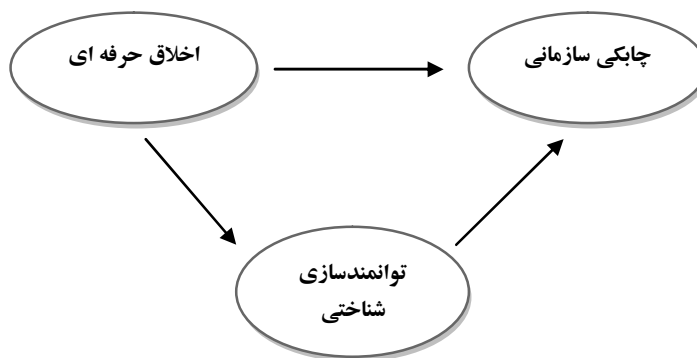 اخلاق حرفه ای
چابکی سازمانی
توانمندسازی
شناختی